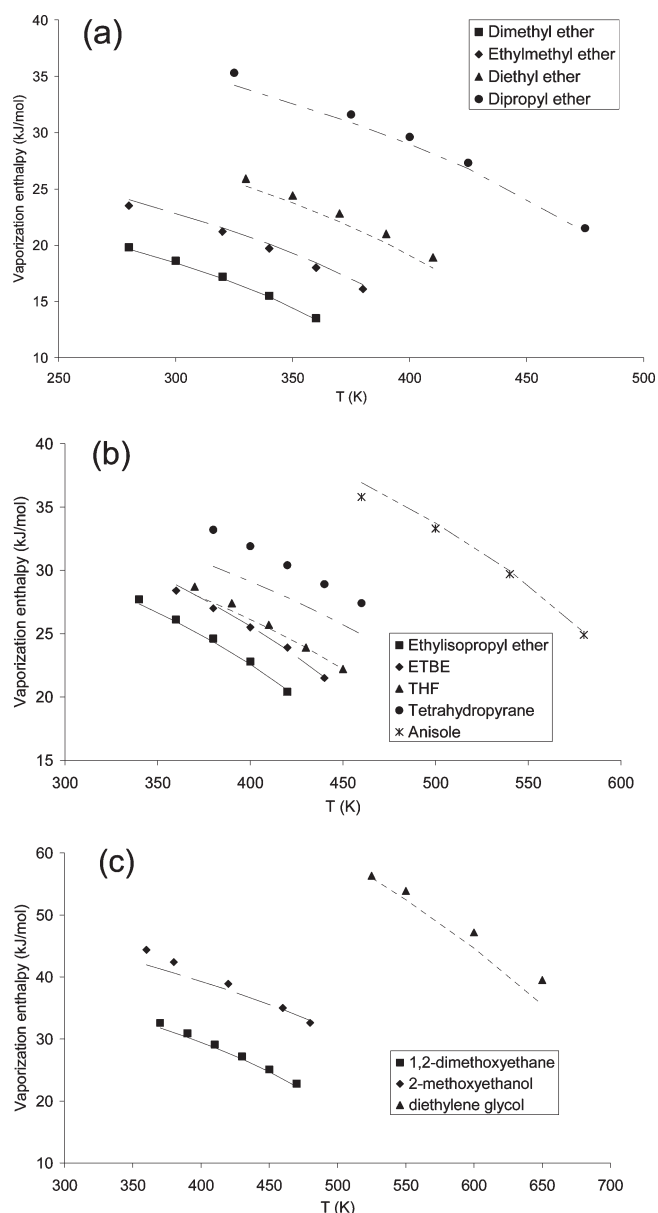 (a)
Dimethyl ether
Ethylmethyl ether
Diethyl ether
Dipropyl ether
Vaporization enthalpy (kJ/mol)
40
35
30
25
20
15
10
250 300 350 400 450 500
T (K)
(b)
Vaporization enthalpy (kJ/mol)
40
35
30
25
20
15
Ethylisopropyl ether
ETBE
THF
Tetrahydropyrane
Anisole
300 350 400 450 500 550 600
T (K)
(c)
Vaporization enthalpy (kJ/mol)
60
50
40
30
20
10
1,2-dimethoxyethane
2-methoxyethanol
diethylene glycol
300 350 400 450 500 550 600 650 700
T (K)